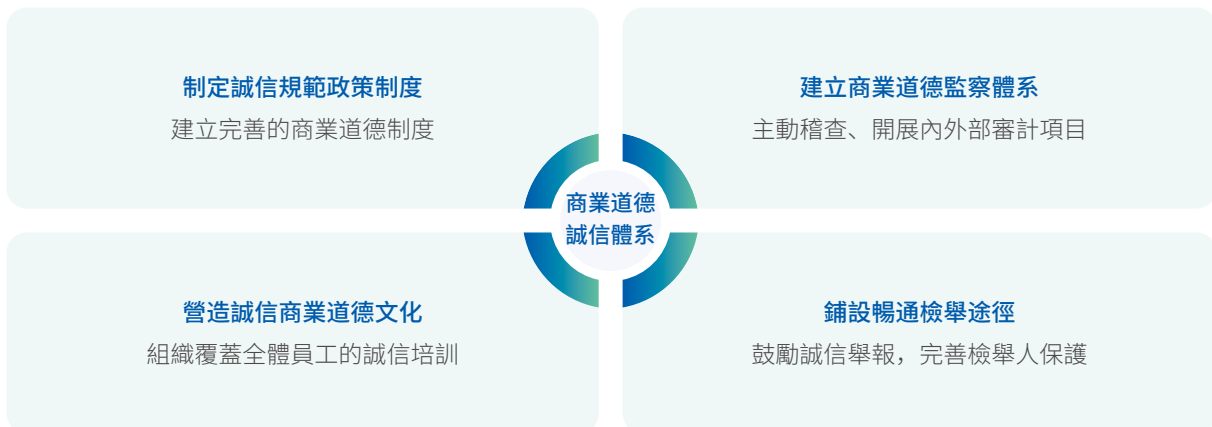 制定誠信規範政策制度
建立完善的商業道德制度
建立商業道德監察體系
主動稽查、開展內外部審計項目
商業道德
誠信體系
營造誠信商業道德文化
組織覆蓋全體員工的誠信培訓
鋪設暢通檢舉途徑
鼓勵誠信舉報，完善檢舉人保護